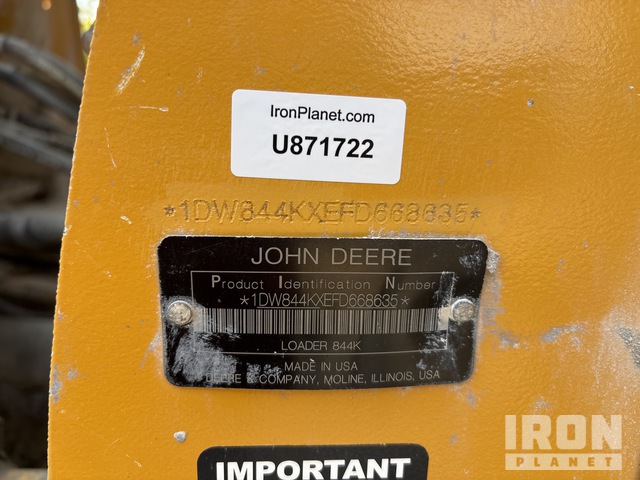 IronPlanet.com
U871722
*1DW844KXEFD668635*
JOHN DEERE
Product Identification Number
*1DW844KXEFD668635*
LOADER 844K
MADE IN USA
DEERE & COMPANY, MOLINE, ILLINOIS, USA
IMPORTANT
IRON
PLANET